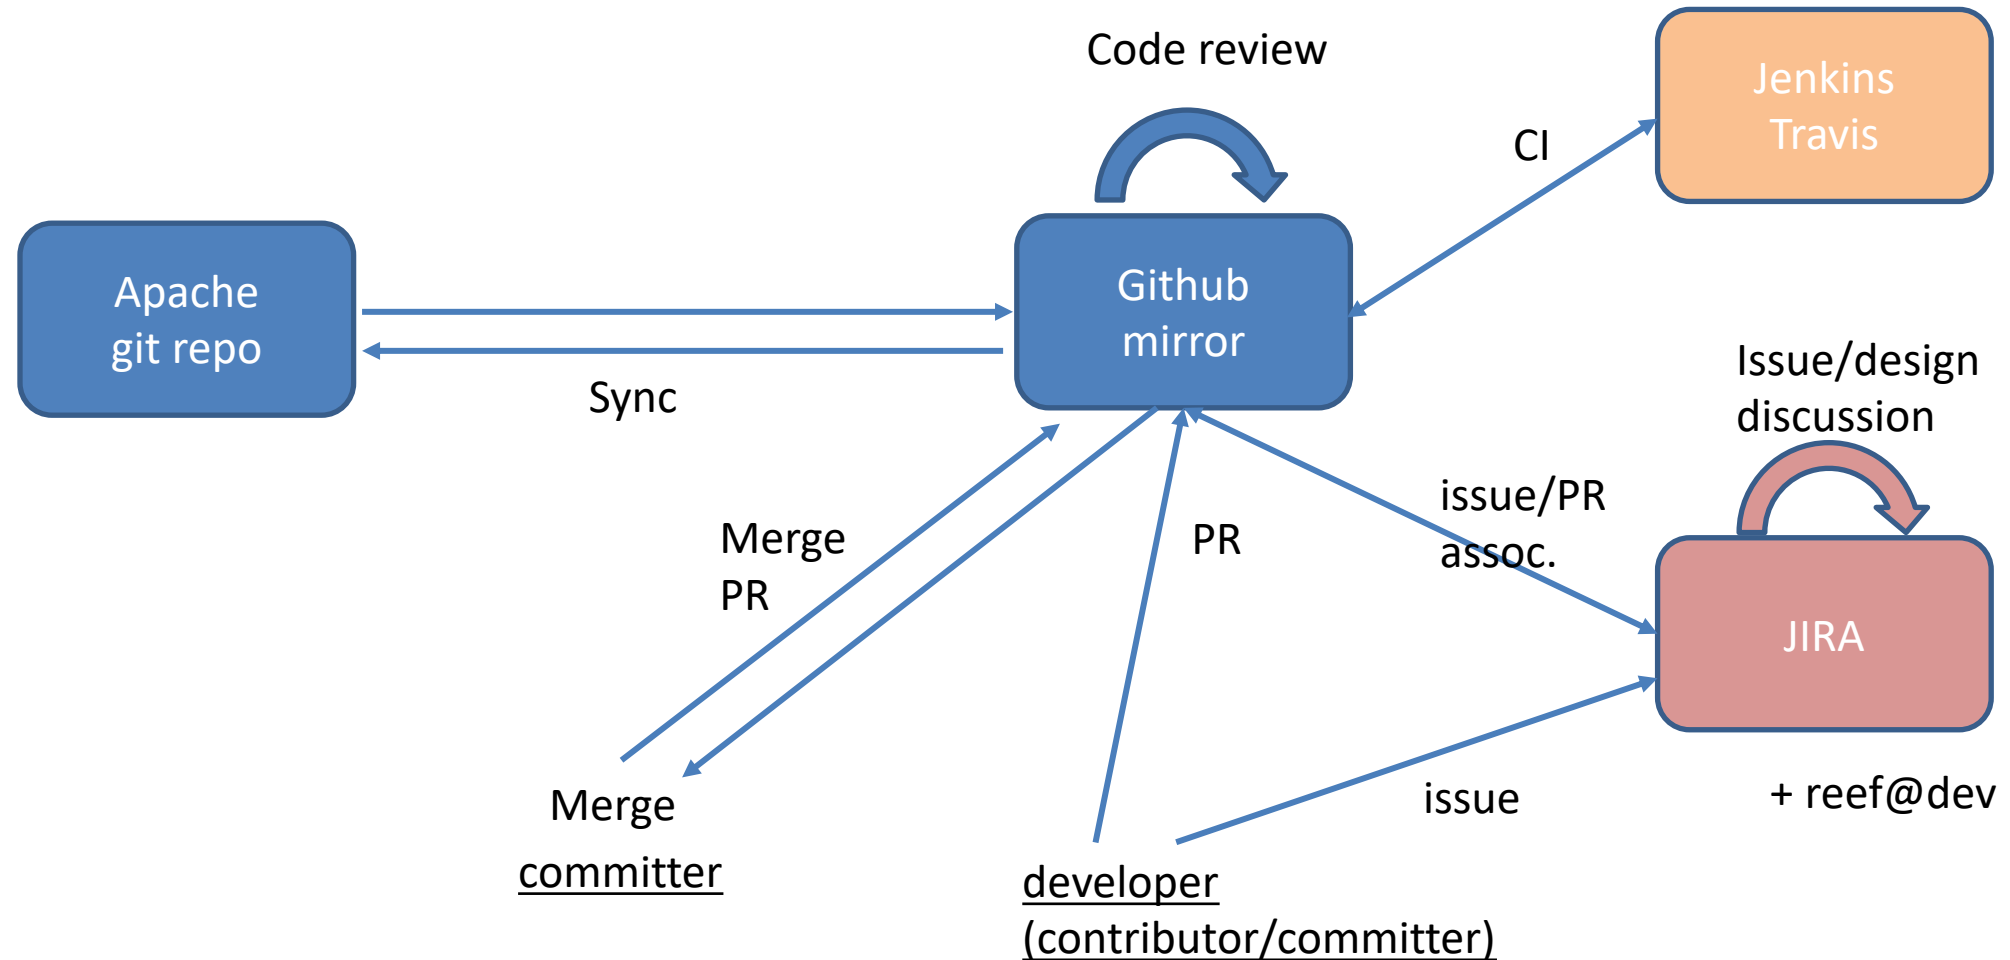 Code review
Jenkins
Travis
CI
Apache
git repo
Github
mirror
Sync
Issue/design
discussion
issue/PR
assoc.
Merge
PR
PR
JIRA
Merge
committer
issue
+ reef@dev
developer
(contributor/committer)